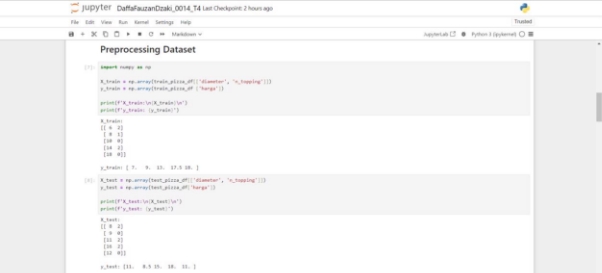 jupyter DaffaFauzanDzaki_0014_T4 Last Checkpoint: 2 hours ago
File Edit View Run Kernel Settings Help
Trusted
Markdown
JupyterLab
Python 3 (ipykernel)
Preprocessing Dataset
[7]: import numpy as np
X_train = np.array(train_pizza_df[['diameter', 'n_topping']])
y_train = np.array(train_pizza_df ['harga'])
print(f'X_train:\n{X_train}\n')
print(f'y_train: {y_train}')
X_train:
[[ 6 2]
[ 8 1]
[10 0]
[14 2]
[18 0]]
y_train: [ 7. 9. 13. 17.5 18. ]
X_test = np.array(test_pizza_df[['diameter', 'n_topping']])
y_test = np.array(test_pizza_df['harga'])
print(f'X_test:\n{X_test}\n')
print(f'y_test: {y_test}')
X_test:
[[ 8 2]
[ 9 0]
[11 2]
[16 2]
[12 0]]
y_test: [11. 8.5 15. 18. 11. ]